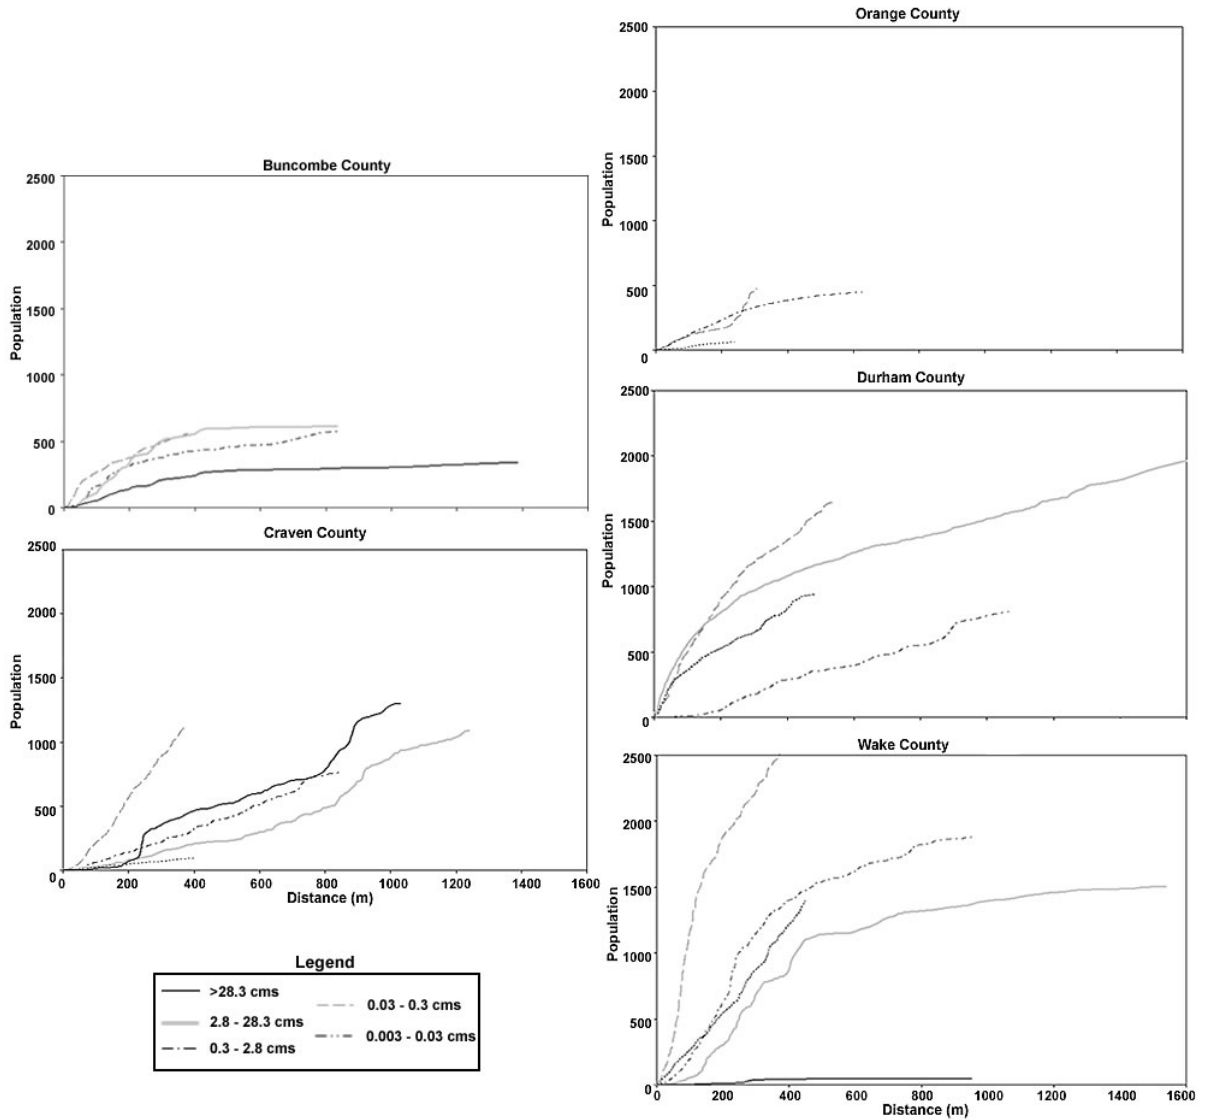 Buncombe County
2500
2000
1500
1000
500
0
Population
Craven County
2500
2000
1500
1000
500
0
Population
0 200 400 600 800 1000 1200 1400 1600
Distance (m)
Legend
>28.3 cms
2.8 - 28.3 cms
0.3 - 2.8 cms
0.03 - 0.3 cms
0.003 - 0.03 cms
Orange County
2500
2000
1500
1000
500
0
Population
Durham County
2500
2000
1500
1000
500
0
Population
Wake County
2500
2000
1500
1000
500
0
Population
0 200 400 600 800 1000 1200 1400 1600
Distance (m)